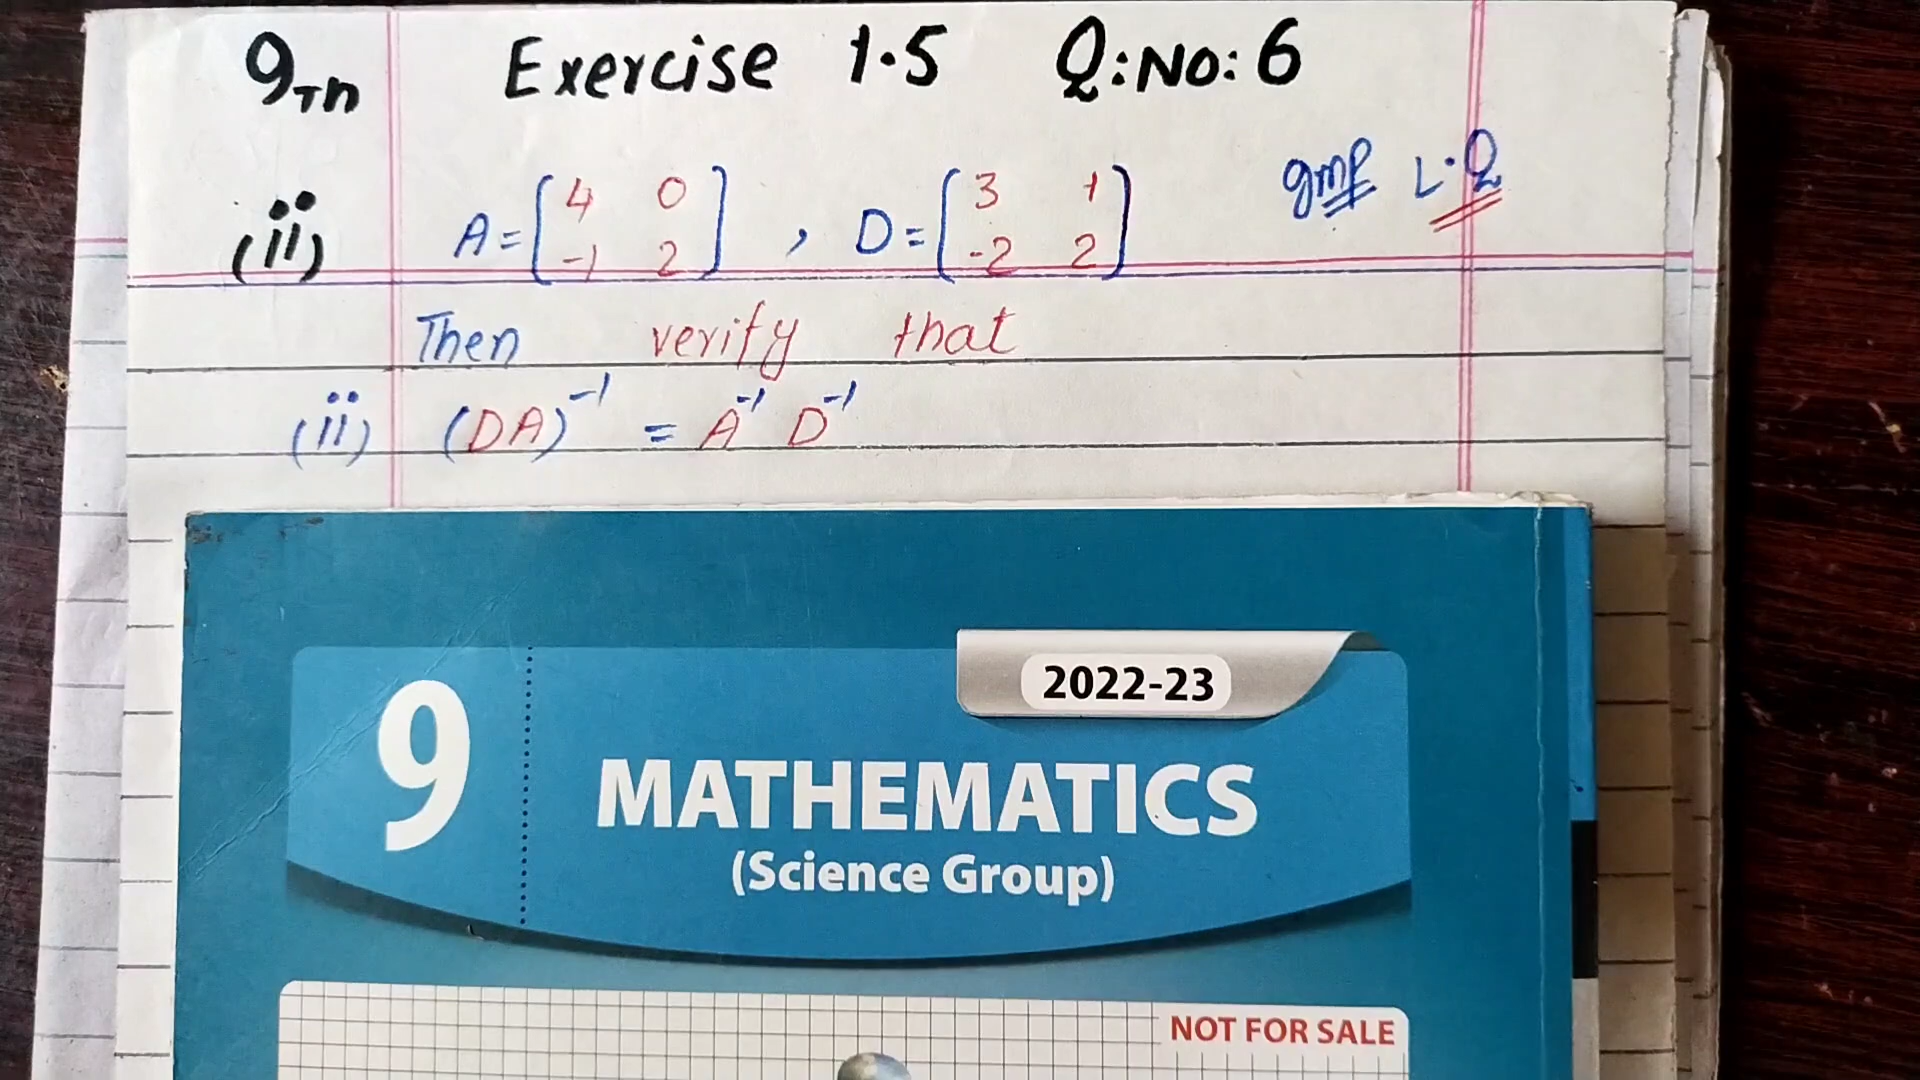 9Th Exercise 1.5 Q:No:6
(ii) A = [4 0 -1 2] , D = [3 1 -2 2] Imp L.Q
Then verify that
(ii) (DA)⁻¹ = A⁻¹ D⁻¹
2022-23
9 MATHEMATICS
(Science Group)
NOT FOR SALE